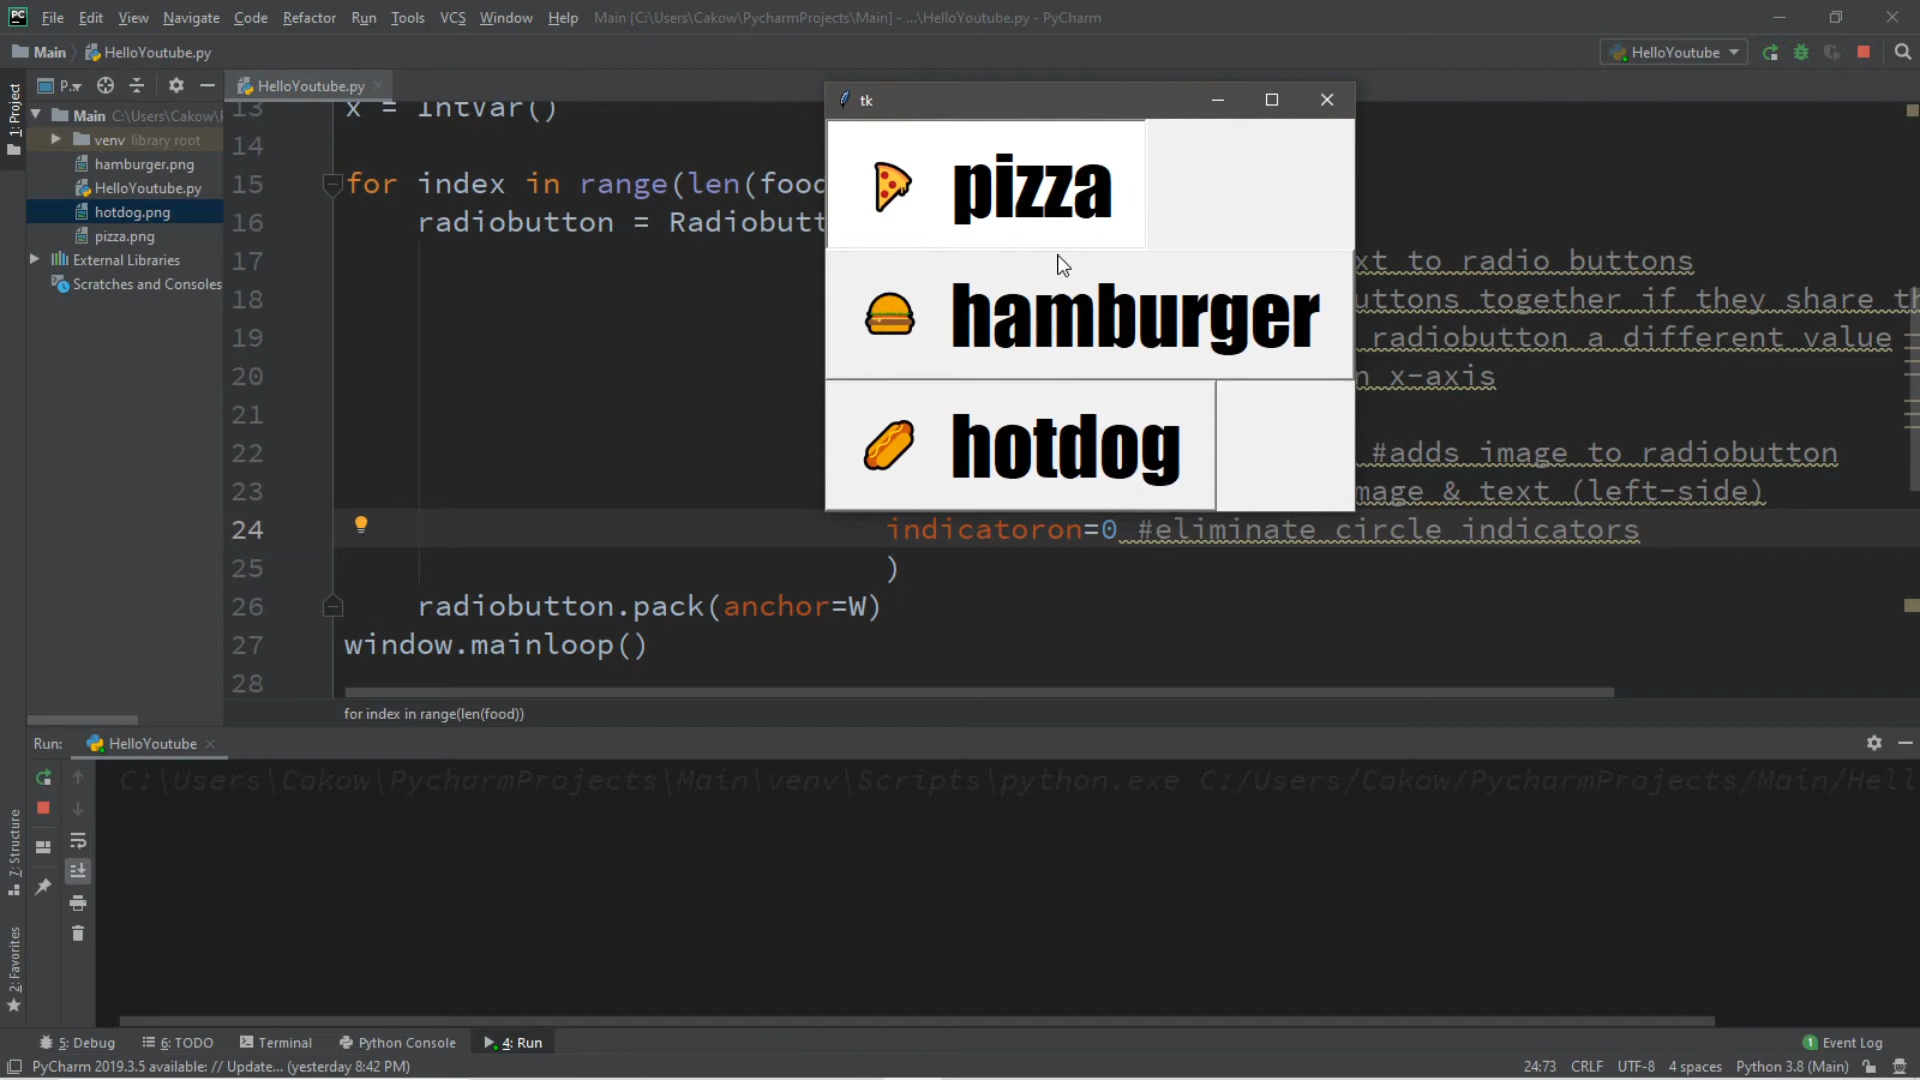 File Edit View Navigate Code Refactor Run Tools VCS Window Help Main [C:\Users\Cakow\PycharmProjects\Main] - ...\HelloYoutube.py - PyCharm
Main HelloYoutube.py HelloYoutube
P... HelloYoutube.py
1: Project
Main C:\Users\Cakow\
venv library root
hamburger.png
HelloYoutube.py
hotdog.png
pizza.png
External Libraries
Scratches and Consoles
tk
pizza
hamburger
hotdog
13 x = IntVar()
14
15 for index in range(len(food
16 radiobutton = Radiobutt
17 xt to radio buttons
18 uttons together if they share th
19 radiobutton a different value
20 n x-axis
21
22 #adds image to radiobutton
23 mage & text (left-side)
24 indicatoron=0 #eliminate circle indicators
25 )
26 radiobutton.pack(anchor=W)
27 window.mainloop()
28
for index in range(len(food))
Run: HelloYoutube
C:\Users\Cakow\PycharmProjects\Main\venv\Scripts\python.exe C:/Users/Cakow/PycharmProjects/Main/Hell
7: Structure
2: Favorites
5: Debug 6: TODO Terminal Python Console 4: Run 1 Event Log
PyCharm 2019.3.5 available: // Update... (yesterday 8:42 PM) 24:73 CRLF UTF-8 4 spaces Python 3.8 (Main)